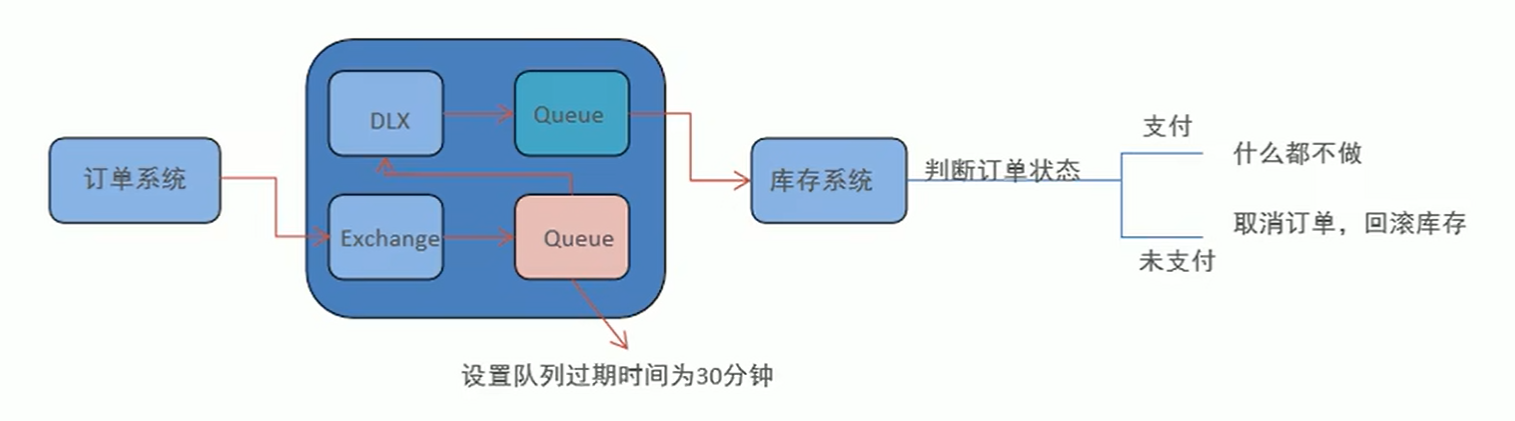 订单系统
DLX
Queue
Exchange
Queue
设置队列过期时间为30分钟
库存系统
判断订单状态
支付
什么都不做
取消订单，回滚库存
未支付